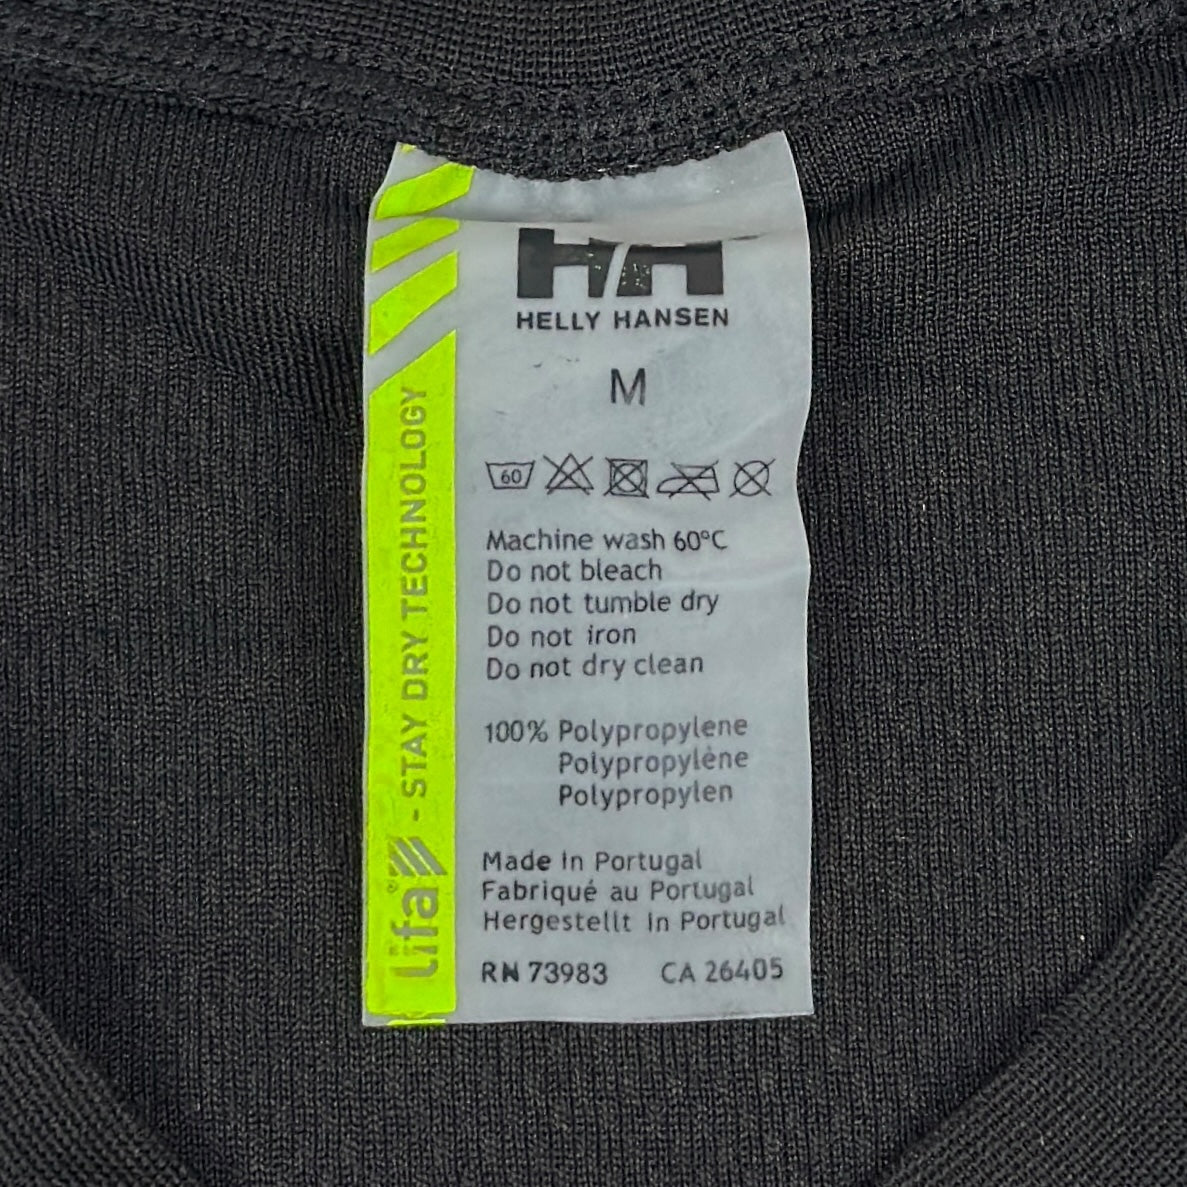 HH
HELLY HANSEN
M
60
Machine wash 60°C
Do not bleach
Do not tumble dry
Do not iron
Do not dry clean
100% Polypropylene
Polypropylène
Polypropylen
Made in Portugal
Fabriqué au Portugal
Hergestellt in Portugal
RN 73983 CA 26405
Lifa® - STAY DRY TECHNOLOGY